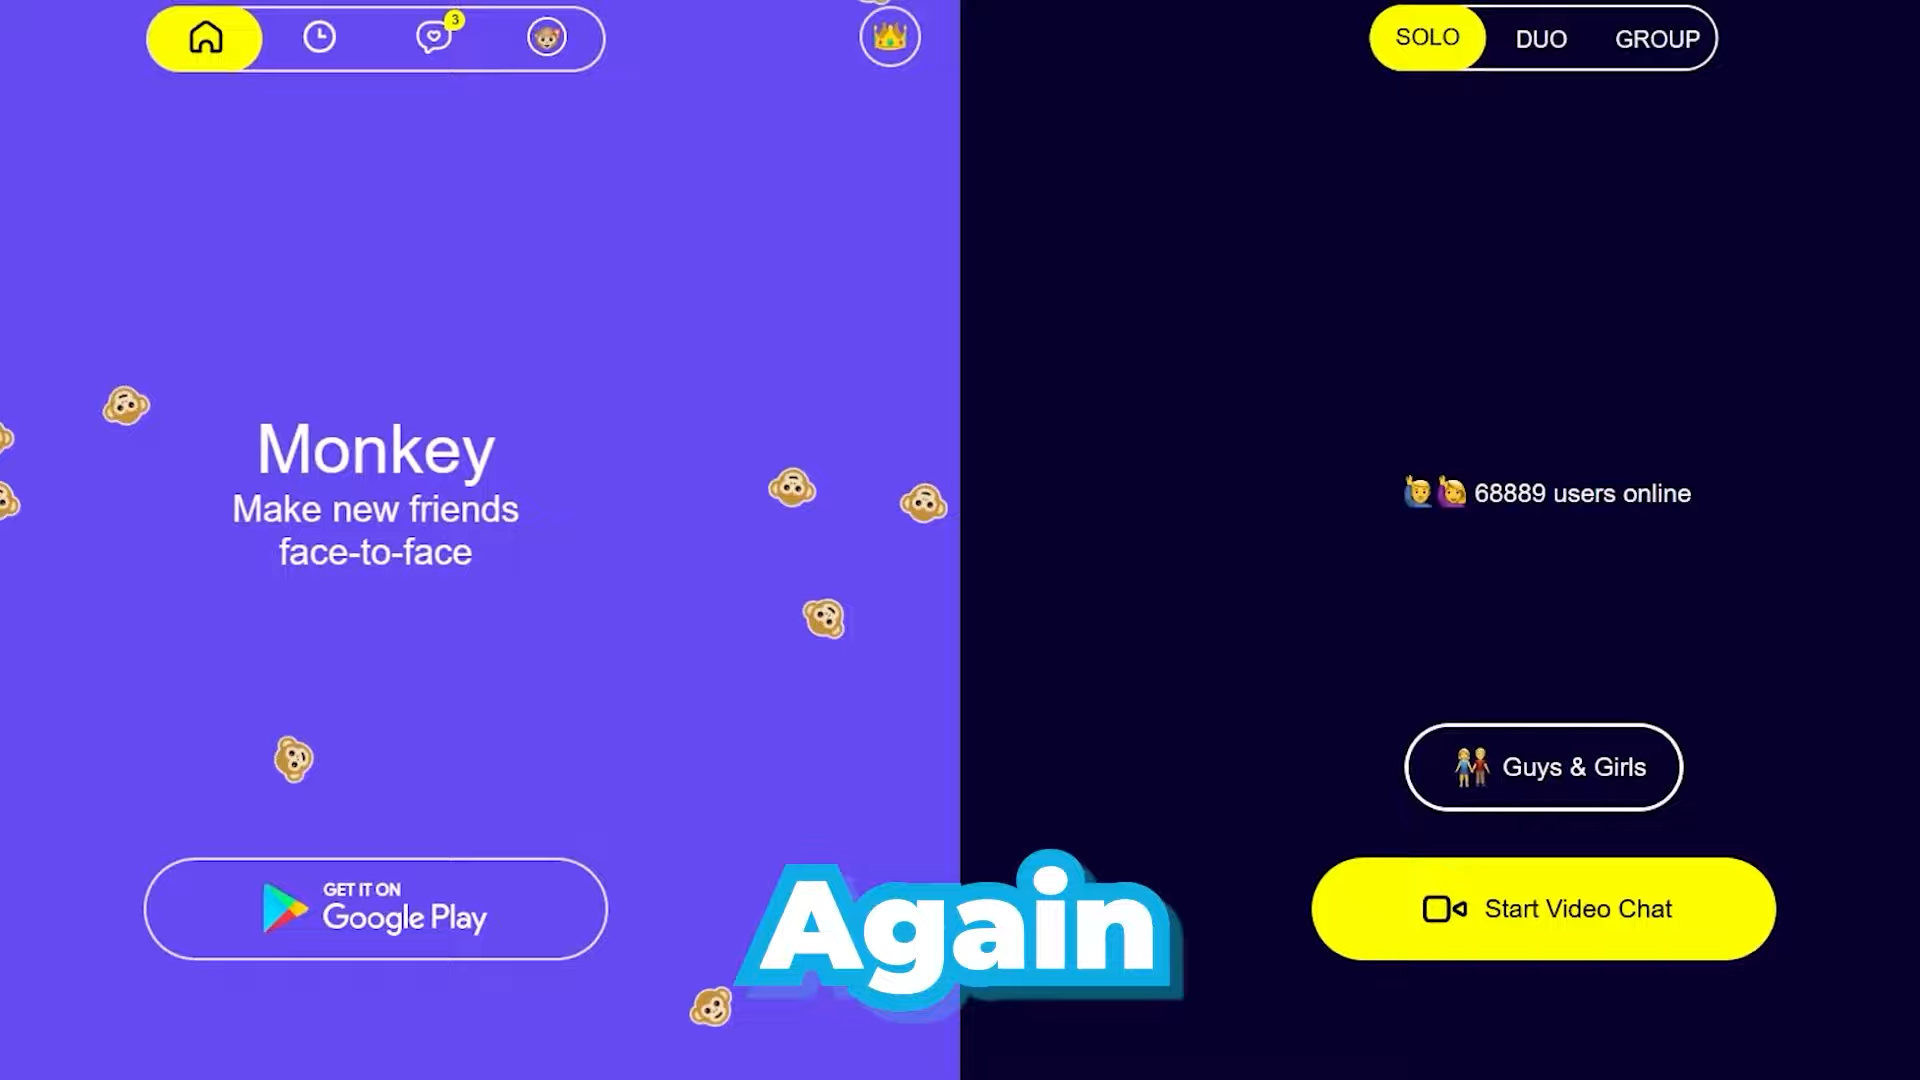 3
SOLO
DUO
GROUP
Monkey
Make new friends
face-to-face
68889 users online
Guys & Girls
GET IT ON
Google Play
Start Video Chat
Again